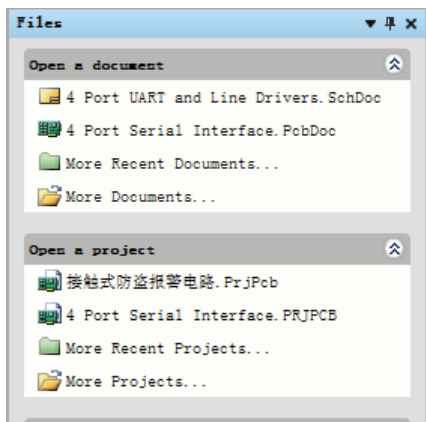 Files
Open a document
4 Port UART and Line Drivers.SchDoc
4 Port Serial Interface.PcbDoc
More Recent Documents...
More Documents...
Open a project
接触式防盗报警电路.PrjPcb
4 Port Serial Interface.PRJPCB
More Recent Projects...
More Projects...